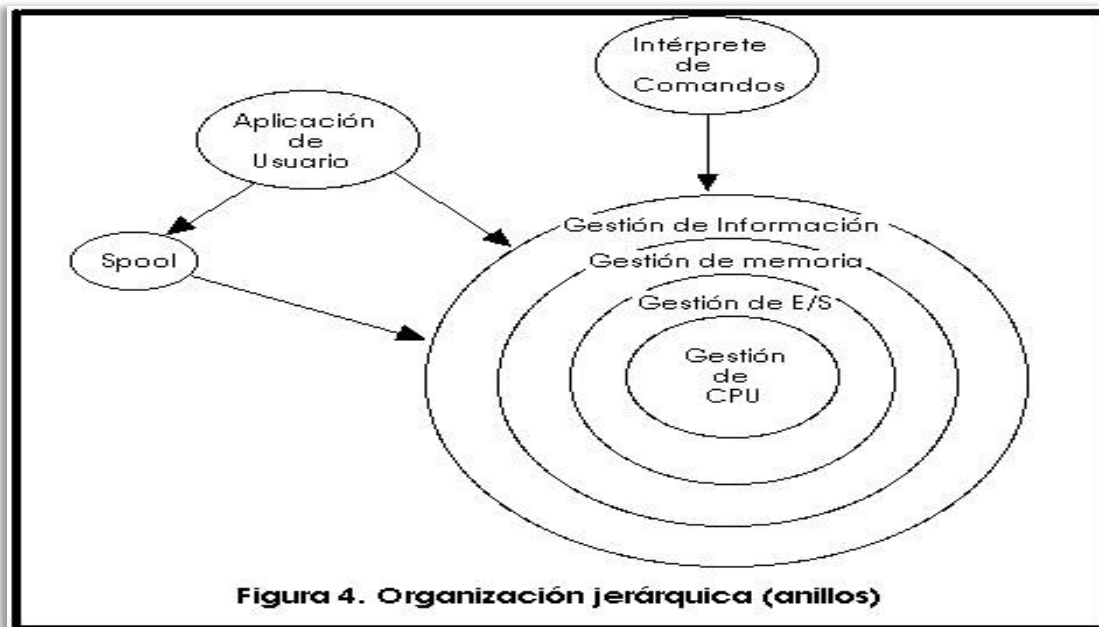 Intérprete
de
Comandos
Aplicación
de
Usuario
Spool
Gestión de Información
Gestión de memoria
Gestión de E/S
Gestión
de
CPU
Figura 4. Organización jerárquica (anillos)